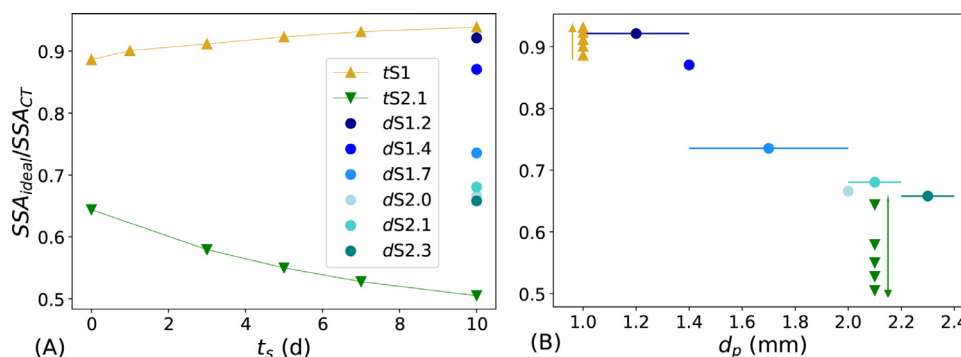 0.9
0.8
0.7
0.6
0.5
SSA_ideal/SSA_CT
tS1
tS2.1
dS1.2
dS1.4
dS1.7
dS2.0
dS2.1
dS2.3
0 2 4 6 8 10
(A) t_s (d)
0.9
0.8
0.7
0.6
0.5
1.0 1.2 1.4 1.6 1.8 2.0 2.2 2.4
(B) d_p (mm)